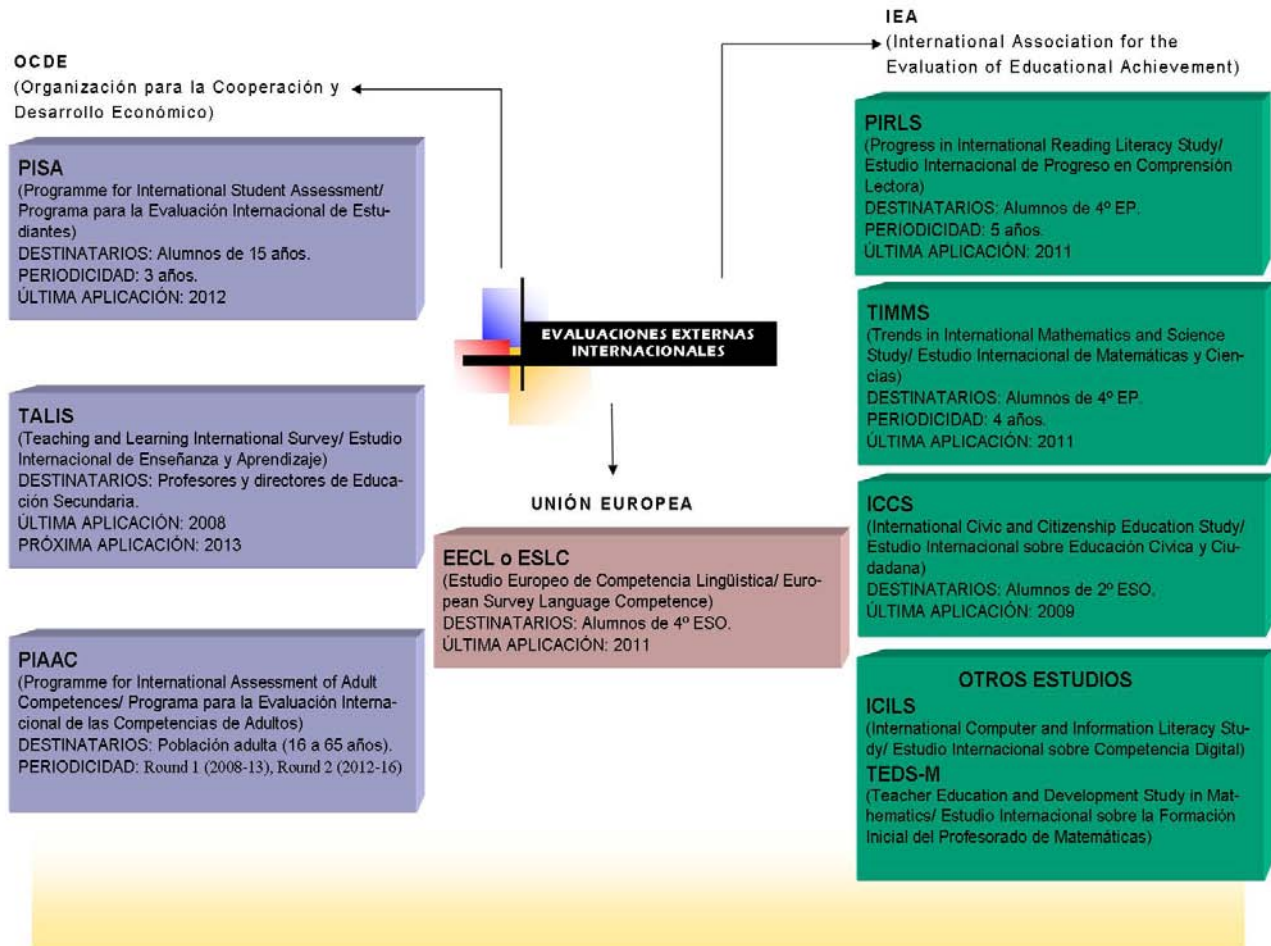 OCDE
(Organización para la Cooperación y
Desarrollo Económico)
PISA
(Programme for International Student Assessment/
Programa para la Evaluación Internacional de Estu-
diantes)
DESTINATARIOS: Alumnos de 15 años.
PERIODICIDAD: 3 años.
ÚLTIMA APLICACIÓN: 2012
TALIS
(Teaching and Learning International Survey/ Estudio
Internacional de Enseñanza y Aprendizaje)
DESTINATARIOS: Profesores y directores de Educa-
ción Secundaria.
ÚLTIMA APLICACIÓN: 2008
PRÓXIMA APLICACIÓN: 2013
PIAAC
(Programme for International Assessment of Adult
Competences/ Programa para la Evaluación Interna-
cional de las Competencias de Adultos)
DESTINATARIOS: Población adulta (16 a 65 años).
PERIODICIDAD: Round 1 (2008-13), Round 2 (2012-16)
EVALUACIONES EXTERNAS
INTERNACIONALES
UNIÓN EUROPEA
EECL o ESLC
(Estudio Europeo de Competencia Lingüística/ Euro-
pean Survey Language Competence)
DESTINATARIOS: Alumnos de 4º ESO.
ÚLTIMA APLICACIÓN: 2011
IEA
(International Association for the
Evaluation of Educational Achievement)
PIRLS
(Progress in International Reading Literacy Study/
Estudio Internacional de Progreso en Comprensión
Lectora)
DESTINATARIOS: Alumnos de 4º EP.
PERIODICIDAD: 5 años.
ÚLTIMA APLICACIÓN: 2011
TIMMS
(Trends in International Mathematics and Science
Study/ Estudio Internacional de Matemáticas y Cien-
cias)
DESTINATARIOS: Alumnos de 4º EP.
PERIODICIDAD: 4 años.
ÚLTIMA APLICACIÓN: 2011
ICCS
(International Civic and Citizenship Education Study/
Estudio Internacional sobre Educación Cívica y Ciu-
dadana)
DESTINATARIOS: Alumnos de 2º ESO.
ÚLTIMA APLICACIÓN: 2009
OTROS ESTUDIOS
ICILS
(International Computer and Information Literacy Stu-
dy/ Estudio Internacional sobre Competencia Digital)
TEDS-M
(Teacher Education and Development Study in Mat-
hematics/ Estudio Internacional sobre la Formación
Inicial del Profesorado de Matemáticas)